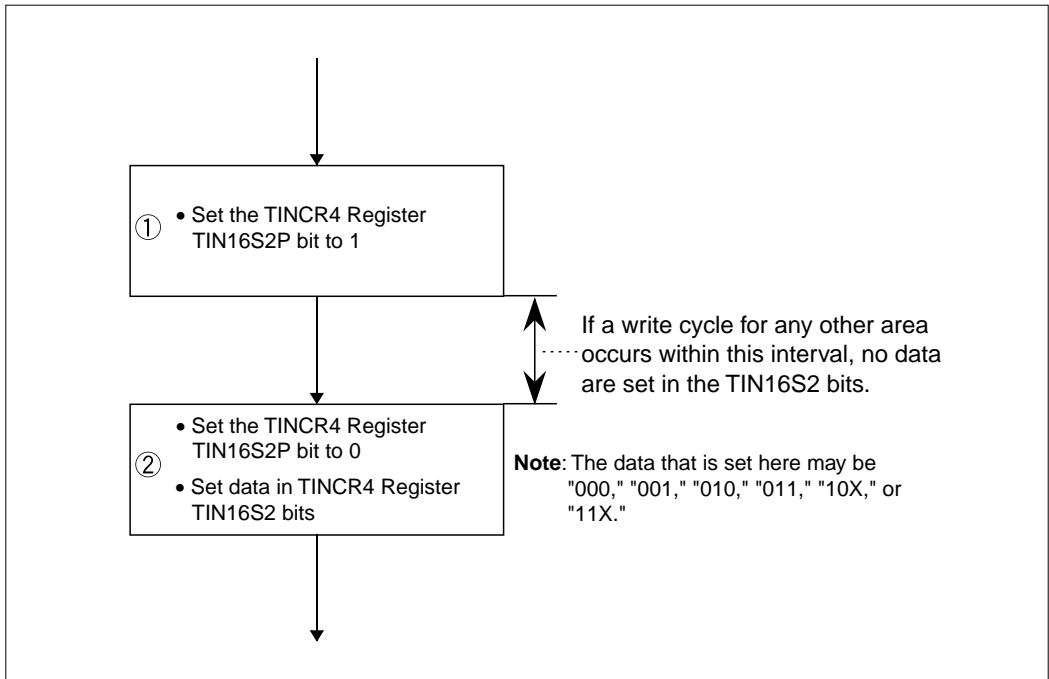 ① • Set the TINCR4 Register
TIN16S2P bit to 1
If a write cycle for any other area
occurs within this interval, no data
are set in the TIN16S2 bits.
② • Set the TINCR4 Register
TIN16S2P bit to 0
• Set data in TINCR4 Register
TIN16S2 bits
Note: The data that is set here may be
"000," "001," "010," "011," "10X," or
"11X."